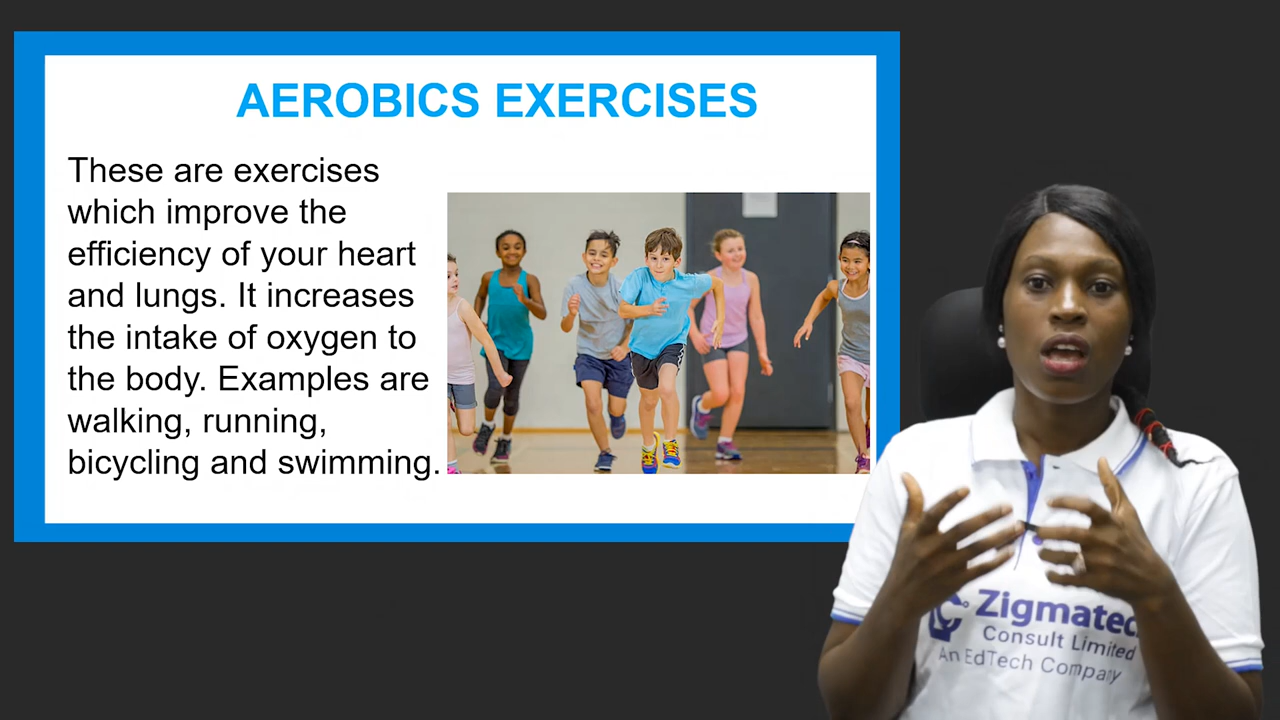 AEROBICS EXERCISES
These are exercises
which improve the
efficiency of your heart
and lungs. It increases
the intake of oxygen to
the body. Examples are
walking, running,
bicycling and swimming.
Zigmatec
Consult Limited
An EdTech Company